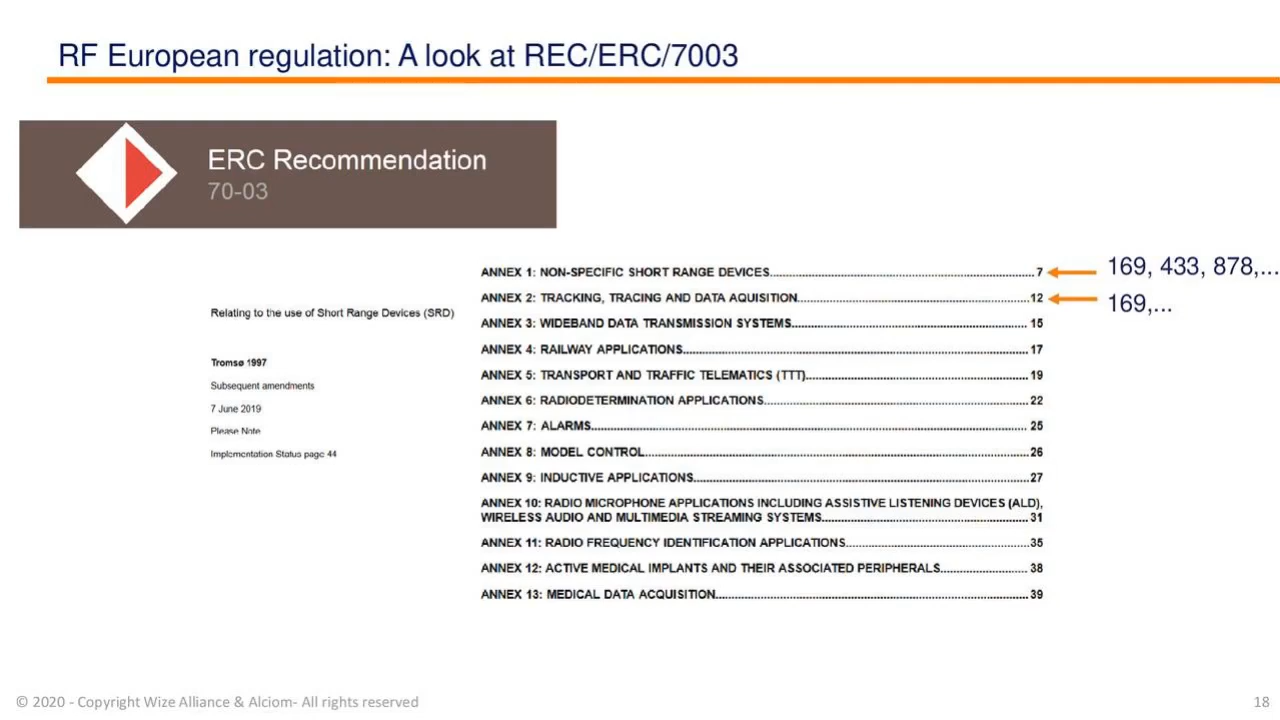 RF European regulation: A look at REC/ERC/7003
ERC Recommendation
70-03
Relating to the use of Short Range Devices (SRD)
Tromsø 1997
Subsequent amendments
7 June 2019
Please Note
Implementation Status page 44
ANNEX 1: NON-SPECIFIC SHORT RANGE DEVICES 7
ANNEX 2: TRACKING, TRACING AND DATA AQUISITION 12
ANNEX 3: WIDEBAND DATA TRANSMISSION SYSTEMS 15
ANNEX 4: RAILWAY APPLICATIONS 17
ANNEX 5: TRANSPORT AND TRAFFIC TELEMATICS (TTT) 19
ANNEX 6: RADIODETERMINATION APPLICATIONS 22
ANNEX 7: ALARMS 25
ANNEX 8: MODEL CONTROL 26
ANNEX 9: INDUCTIVE APPLICATIONS 27
ANNEX 10: RADIO MICROPHONE APPLICATIONS INCLUDING ASSISTIVE LISTENING DEVICES (ALD),
WIRELESS AUDIO AND MULTIMEDIA STREAMING SYSTEMS 31
ANNEX 11: RADIO FREQUENCY IDENTIFICATION APPLICATIONS 35
ANNEX 12: ACTIVE MEDICAL IMPLANTS AND THEIR ASSOCIATED PERIPHERALS 38
ANNEX 13: MEDICAL DATA ACQUISITION 39
169, 433, 878,...
169,...
© 2020 - Copyright Wize Alliance & Alciom- All rights reserved
18